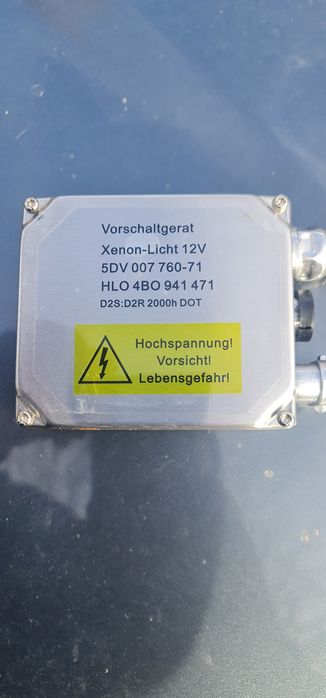 Vorschaltgerat
Xenon-Licht 12V
5DV 007 760-71
HLO 4BO 941 471
D2S:D2R 2000h DOT
Hochspannung!
Vorsicht!
Lebensgefahr!